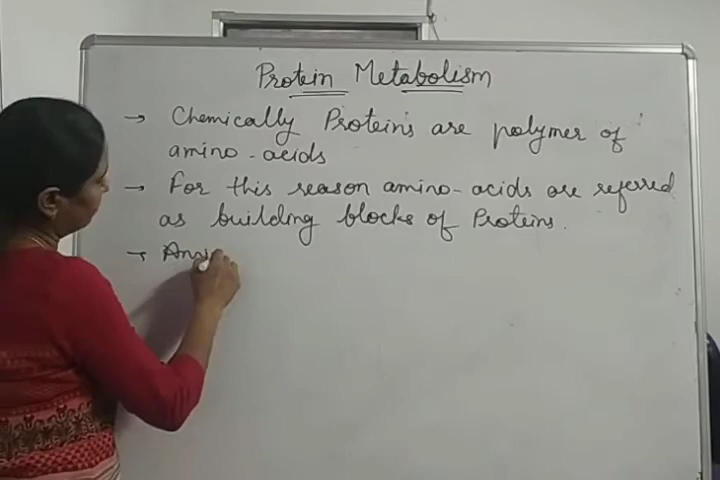 Protein Metabolism
→ Chemically Proteins are polymer of
amino-acids
→ For this reason amino-acids are referred
as building blocks of Proteins.
→ Ami